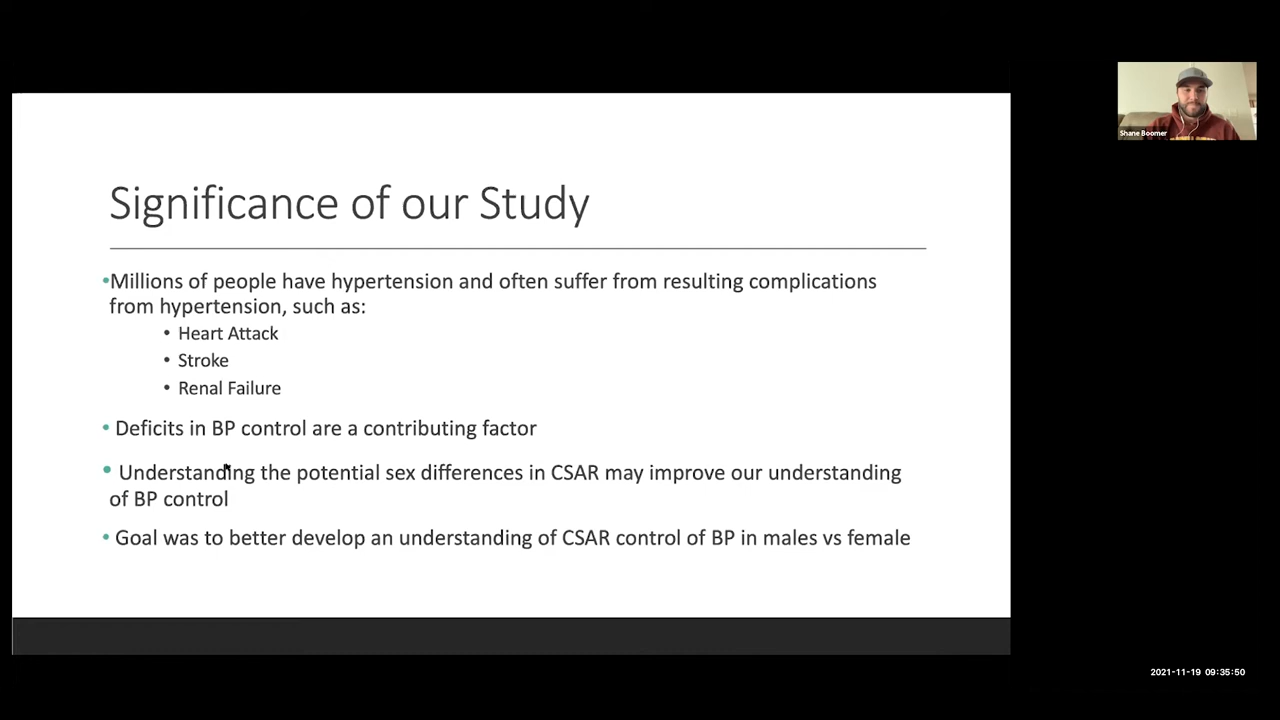 Shane Boomer
Significance of our Study
•Millions of people have hypertension and often suffer from resulting complications
from hypertension, such as:
• Heart Attack
• Stroke
• Renal Failure
• Deficits in BP control are a contributing factor
• Understanding the potential sex differences in CSAR may improve our understanding
of BP control
• Goal was to better develop an understanding of CSAR control of BP in males vs female
2021-11-19 09:35:50